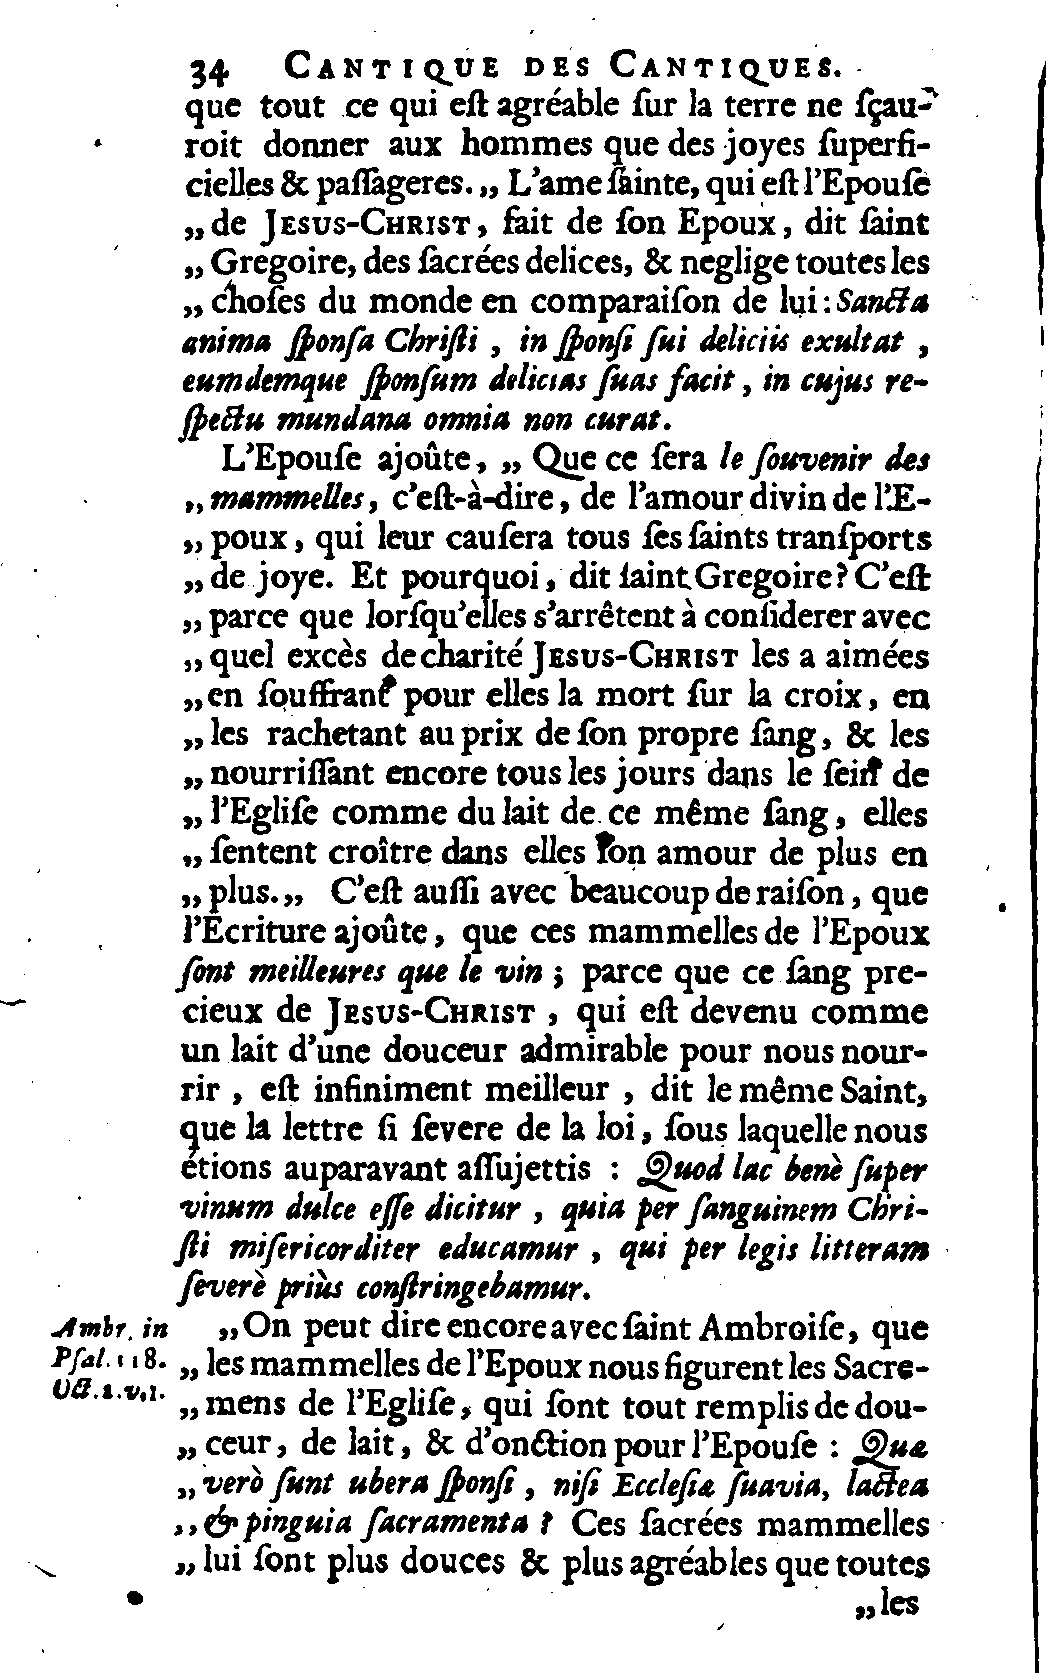 34 CANTIQUE DES CANTIQUES.
que tout ce qui eſt agréable ſur la terre ne ſçau-
roit donner aux hommes que des joyes ſuperfi-
cielles & paſſageres. „ L'ame ſainte, qui eſt l'Epouſe
„ de JESUS-CHRIST, fait de ſon Epoux, dit ſaint
„ Gregoire, des ſacrées delices, & neglige toutes les
„ choſes du monde en comparaiſon de lui : Sancta
anima ſponſa Chriſti, in ſponſi ſui deliciis exultat,
eumdemque ſponſum delicias ſuas facit, in cujus re-
ſpectu mundana omnia non curat.
L'Epouſe ajoûte, „ Que ce ſera le ſouvenir des
„ mammelles, c'eſt-à-dire, de l'amour divin de l'E-
„ poux, qui leur cauſera tous ſes ſaints tranſports
„ de joye. Et pourquoi, dit ſaint Gregoire? C'eſt
„ parce que lorſqu'elles s'arrêtent à conſiderer avec
„ quel excès de charité JESUS-CHRIST les a aimées
„ en ſouffrant pour elles la mort ſur la croix, en
„ les rachetant au prix de ſon propre ſang, & les
„ nourriſſant encore tous les jours dans le ſein de
„ l'Egliſe comme du lait de ce même ſang, elles
„ ſentent croître dans elles ſon amour de plus en
„ plus. „ C'eſt auſſi avec beaucoup de raiſon, que
l'Ecriture ajoûte, que ces mammelles de l'Epoux
ſont meilleures que le vin ; parce que ce ſang pre-
cieux de JESUS-CHRIST, qui eſt devenu comme
un lait d'une douceur admirable pour nous nour-
rir, eſt infiniment meilleur, dit le même Saint,
que la lettre ſi ſevere de la loi, ſous laquelle nous
étions auparavant aſſujettis : Quod lac benè ſuper
vinum dulce eſſe dicitur, quia per ſanguinem Chri-
ſti miſericorditer educamur, qui per legis litteram
ſeverè priùs conſtringebamur.
Ambr. in
Pſal. 118.
Oct. 1. v. 1.
„ On peut dire encore avec ſaint Ambroiſe, que
„ les mammelles de l'Epoux nous figurent les Sacre-
„ mens de l'Egliſe, qui ſont tout remplis de dou-
„ ceur, de lait, & d'onction pour l'Epouſe : Quæ
„ verò ſunt ubera ſponſi, niſi Eccleſiæ ſuavia, lactea
„ & pinguia ſacramenta ? Ces ſacrées mammelles
„ lui ſont plus douces & plus agréables que toutes
„ les